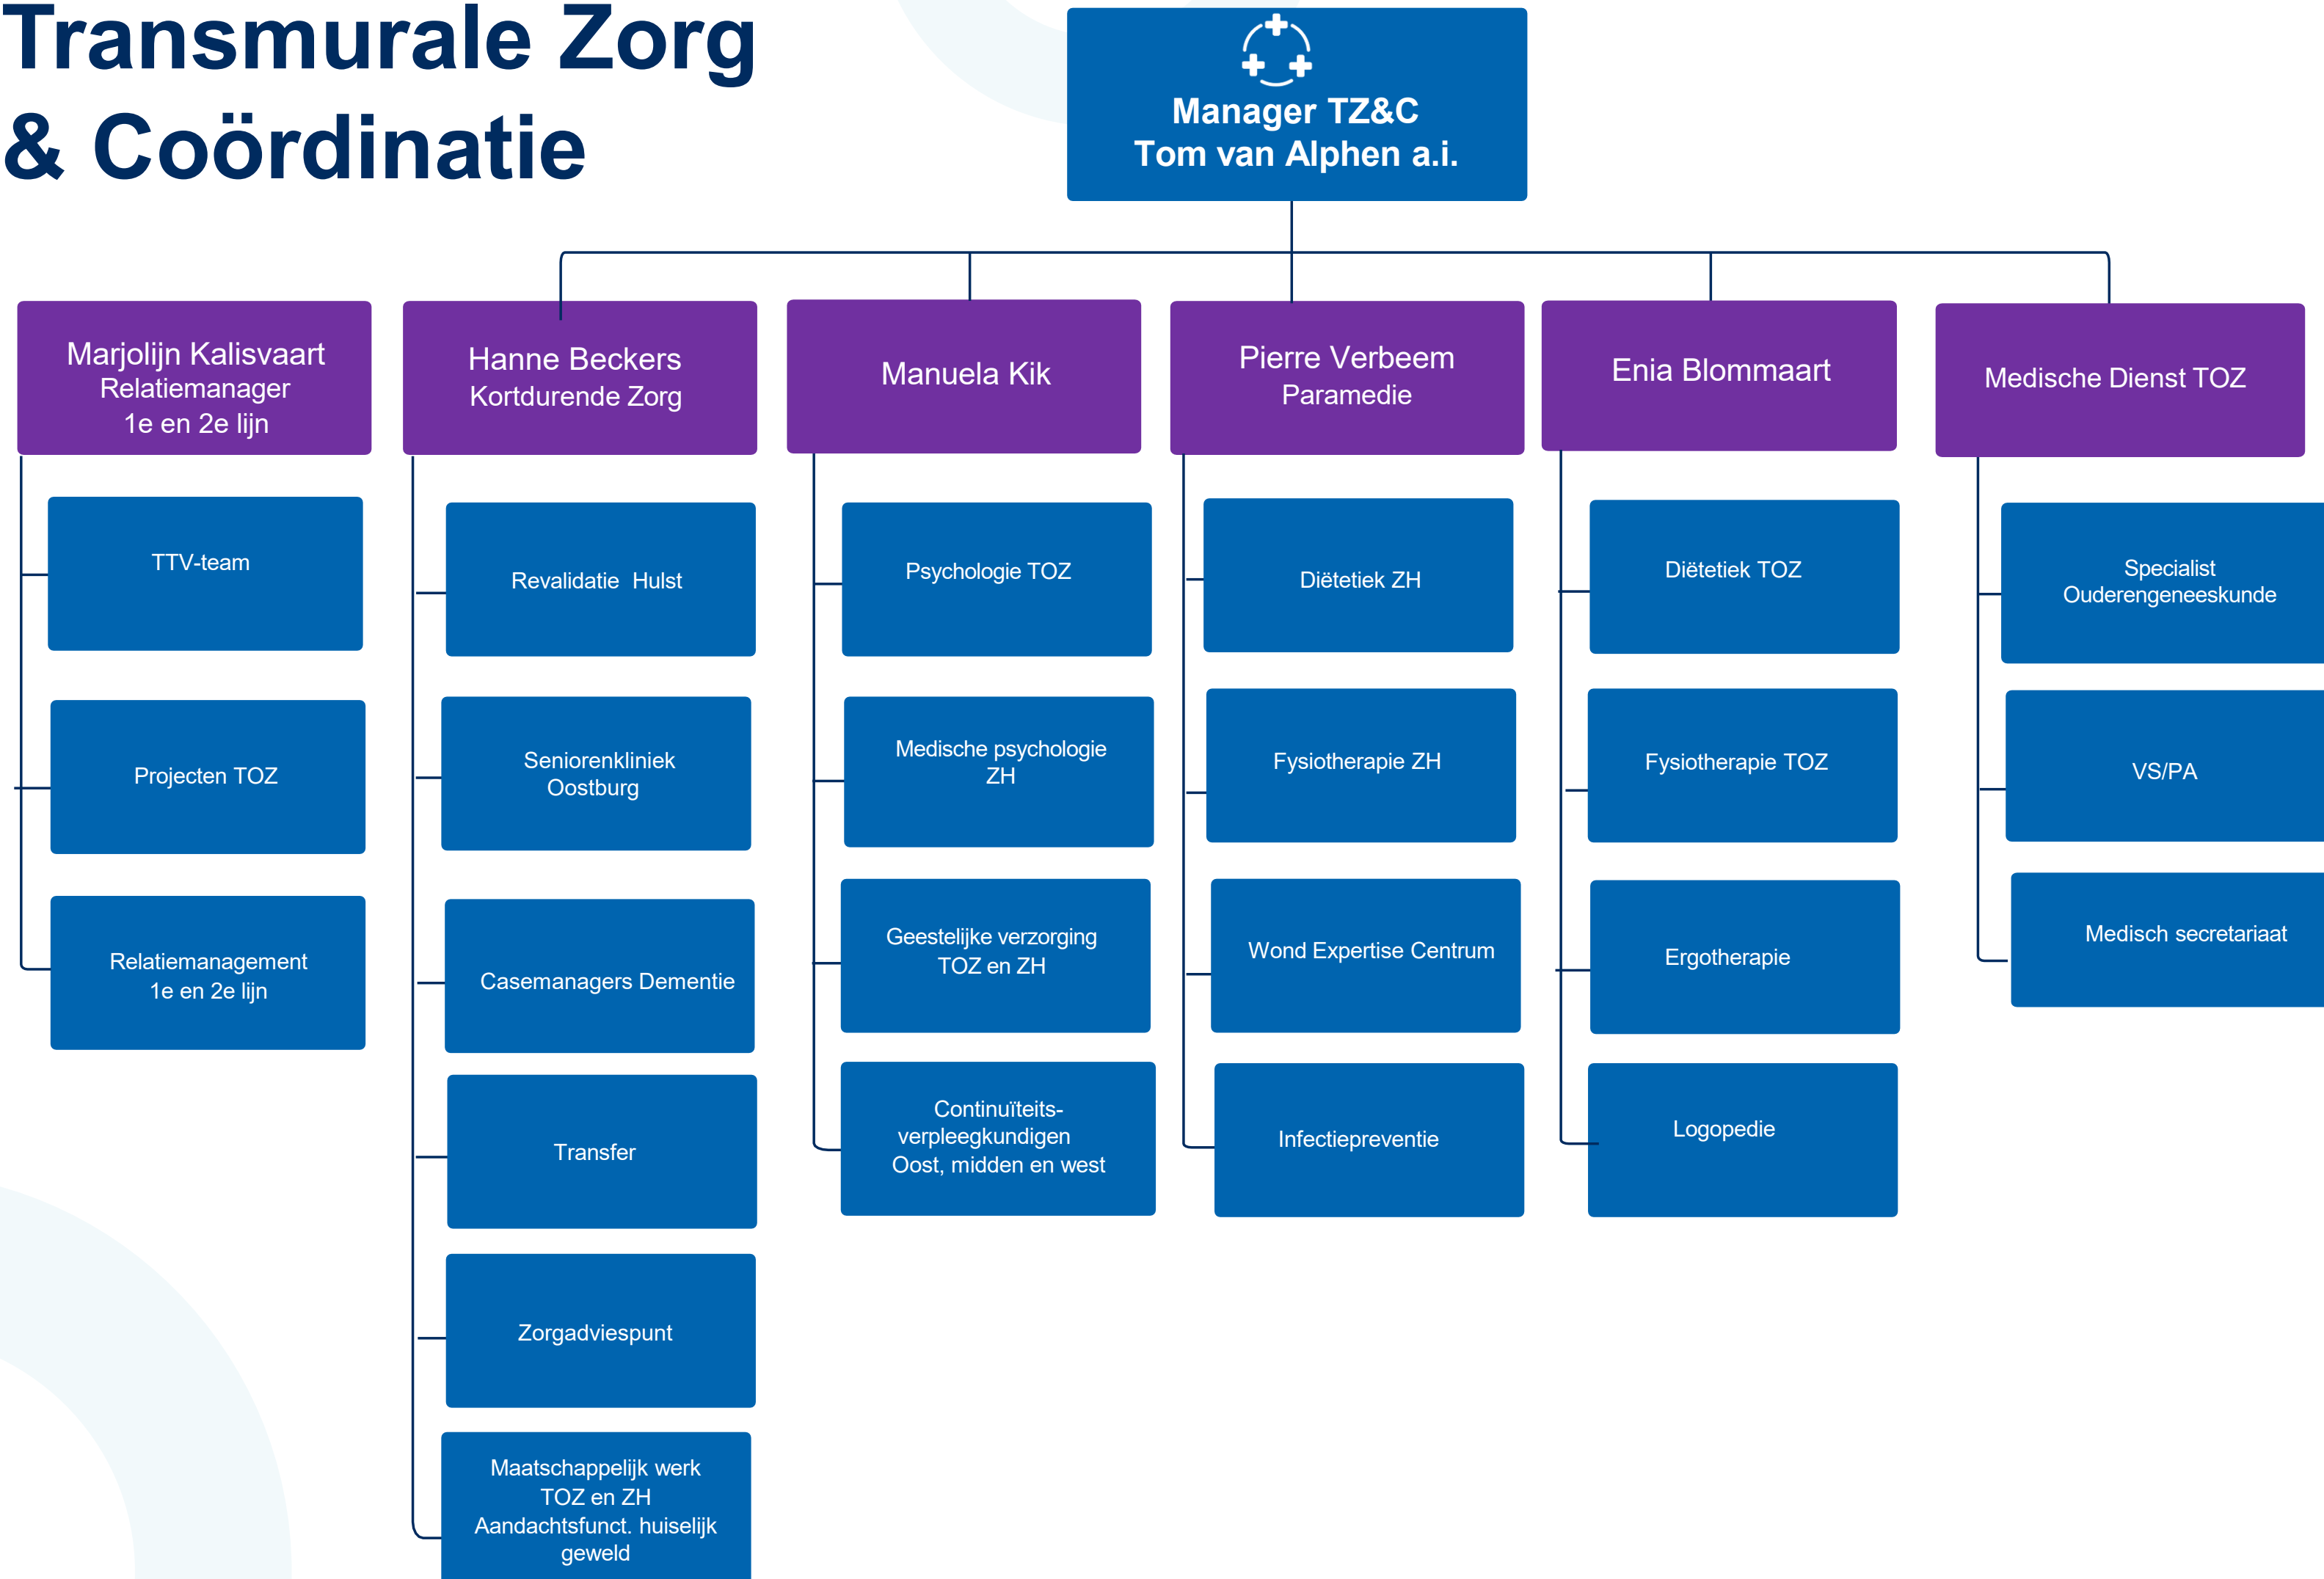 Transmurale Zorg
& Coördinatie
Manager TZ&C
Tom van Alphen a.i.
Marjolijn Kalisvaart
Relatiemanager
1e en 2e lijn
TTV-team
Projecten TOZ
Relatiemanagement
1e en 2e lijn
Hanne Beckers
Kortdurende Zorg
Revalidatie Hulst
Seniorenkliniek
Oostburg
Casemanagers Dementie
Transfer
Zorgadviespunt
Maatschappelijk werk
TOZ en ZH
Aandachtsfunct. huiselijk
geweld
Manuela Kik
Psychologie TOZ
Medische psychologie
ZH
Geestelijke verzorging
TOZ en ZH
Continuïteits-
verpleegkundigen
Oost, midden en west
Pierre Verbeem
Paramedie
Diëtetiek ZH
Fysiotherapie ZH
Wond Expertise Centrum
Infectiepreventie
Enia Blommaart
Diëtetiek TOZ
Fysiotherapie TOZ
Ergotherapie
Logopedie
Medische Dienst TOZ
Specialist
Ouderengeneeskunde
VS/PA
Medisch secretariaat